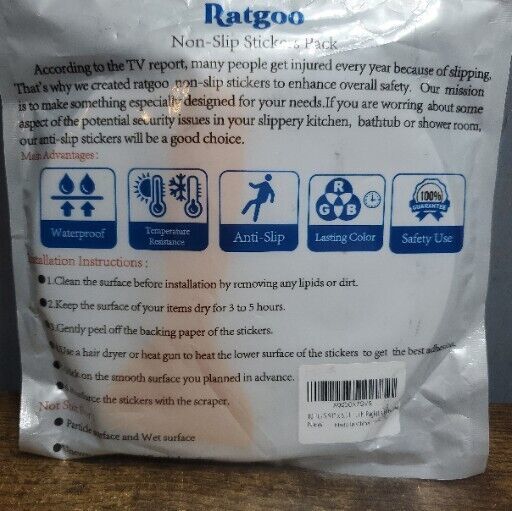 Ratgoo
Non-Slip Stickers Pack
According to the TV report, many people get injured every year because of slipping,
That's why we created ratgoo non-slip stickers to enhance overall safety. Our mission
is to make something especially designed for your needs.If you are worring about some
aspect of the potential security issues in your slippery kitchen, bathtub or shower room,
our anti-slip stickers will be a good choice.
Main Advantages:
R
G B
100%
GUARANTEE
Waterproof
Temperature
Resistance
Anti-Slip
Lasting Color
Safety Use
Installation Instructions :
1.Clean the surface before installation by removing any lipids or dirt.
2.Keep the surface of your items dry for 3 to 5 hours.
3.Gently peel off the backing paper of the stickers.
Use a hair dryer or heat gun to heat the lower surface of the stickers to get the best
on the smooth surface you planned in advance.
the stickers with the scraper.
Not
surface and Wet surface